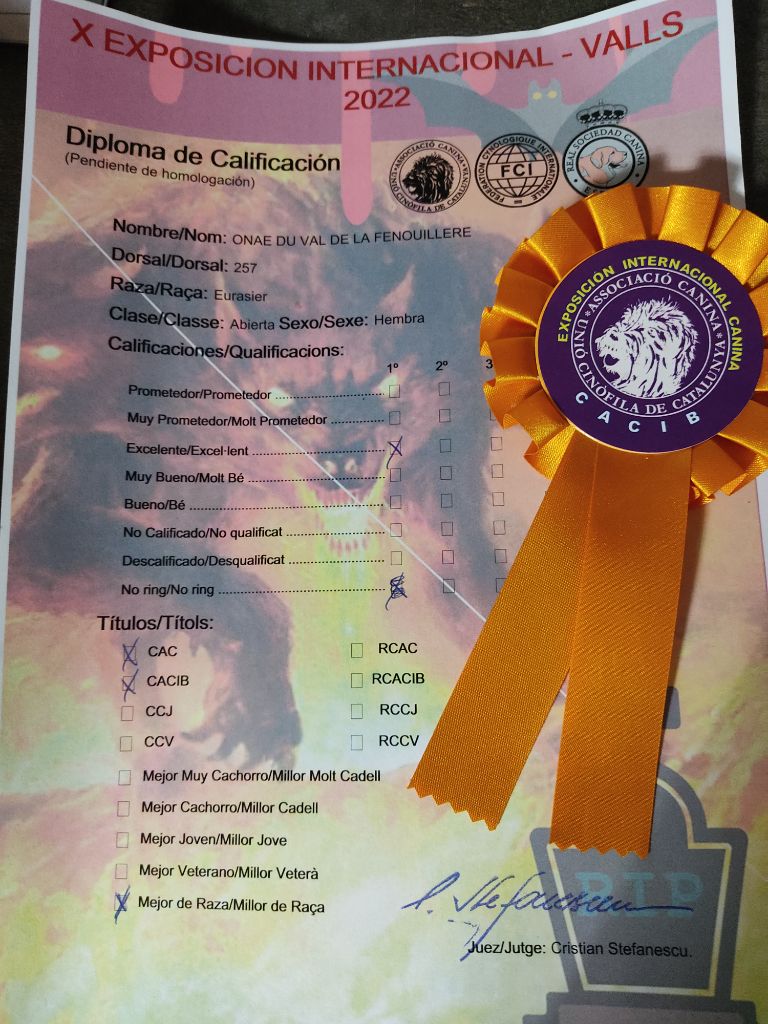 X EXPOSICION INTERNACIONAL - VALLS
2022
Diploma de Calificación
(Pendiente de homologación)
ASSOCIACIÓ CANINA
UNIÓ CINÒFILA DE CATALUNYA
FEDERATION CYNOLOGIQUE INTERNATIONALE
FCI
REAL SOCIEDAD CANINA
Nombre/Nom: ONAE DU VAL DE LA FENOUILLERE
Dorsal/Dorsal: 257
Raza/Raça: Eurasier
Clase/Classe: Abierta Sexo/Sexe: Hembra
Calificaciones/Qualificacions:
1º 2º 3
Prometedor/Prometedor
Muy Prometedor/Molt Prometedor
Excelente/Excel·lent
Muy Bueno/Molt Bé
Bueno/Bé
No Calificado/No qualificat
Descalificado/Desqualificat
No ring/No ring
Títulos/Títols:
CAC RCAC
CACIB RCACIB
CCJ RCCJ
CCV RCCV
Mejor Muy Cachorro/Millor Molt Cadell
Mejor Cachorro/Millor Cadell
Mejor Joven/Millor Jove
Mejor Veterano/Millor Veterà
Mejor de Raza/Millor de Raça
RIP
C. Stefanescu
Juez/Jutge: Cristian Stefanescu.
EXPOSICION INTERNACIONAL CANINA
ASSOCIACIÓ CANINA
UNIÓ CINÒFILA DE CATALUNYA
CACIB